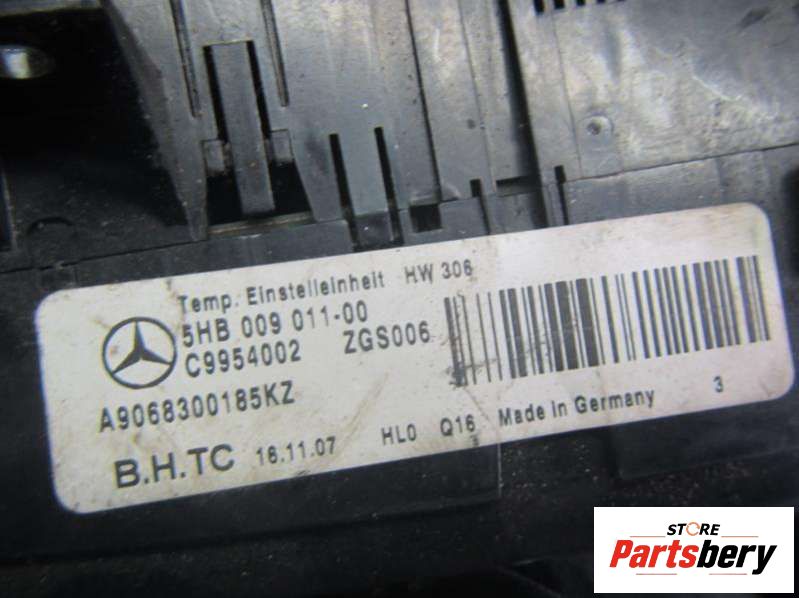 Temp. Einstelleinheit HW 306
5HB 009 011-00
C9954002 ZGS006
A9068300185KZ
B.H.TC 16.11.07 HL0 Q16 Made in Germany 3
STORE
Partsbery